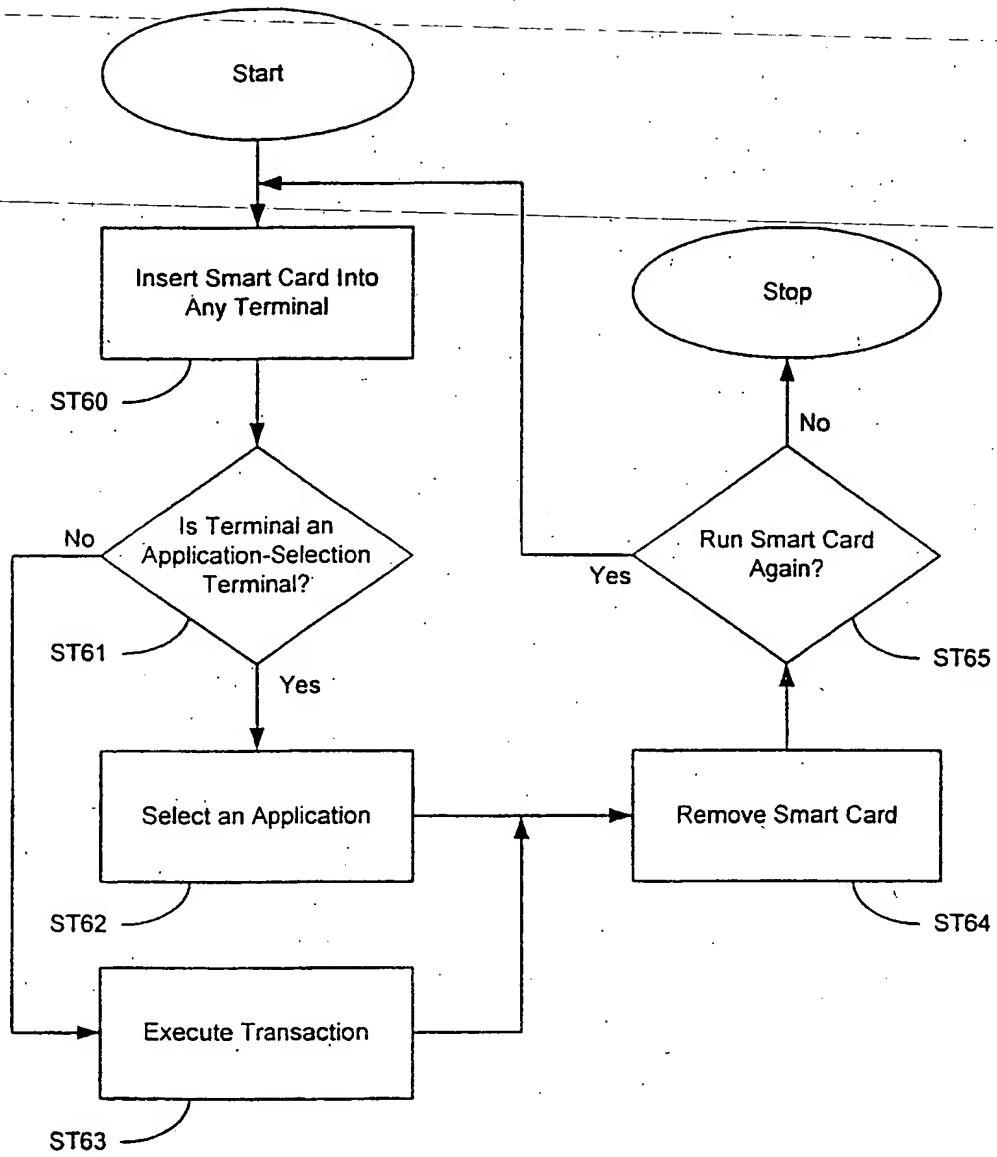 Start
Insert Smart Card Into
Any Terminal
ST60
Is Terminal an
Application-Selection
Terminal?
No
ST61
Yes
Select an Application
ST62
Execute Transaction
ST63
Remove Smart Card
ST64
Run Smart Card
Again?
Yes
ST65
No
Stop